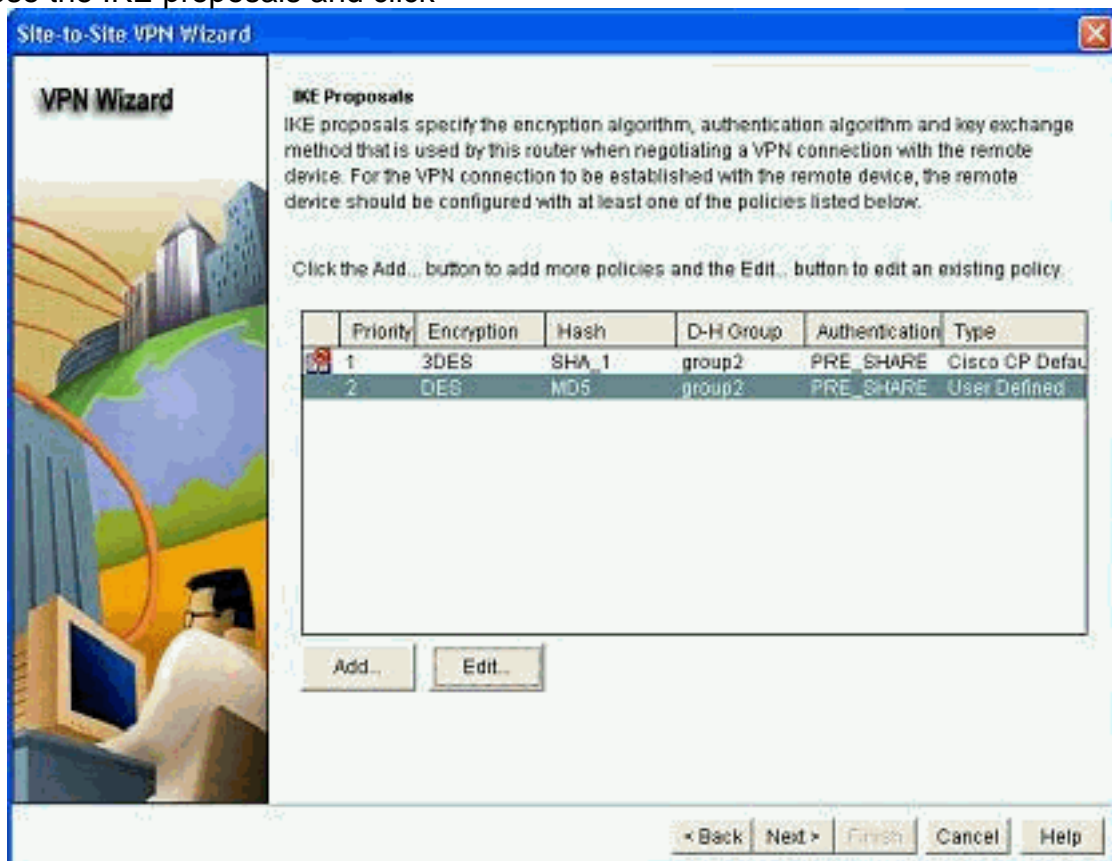 the IKE proposals and click
Site-to-Site VPN Wizard
VPN Wizard
IKE Proposals
IKE proposals specify the encryption algorithm, authentication algorithm and key exchange
method that is used by this router when negotiating a VPN connection with the remote
device. For the VPN connection to be established with the remote device, the remote
device should be configured with at least one of the policies listed below.
Click the Add... button to add more policies and the Edit... button to edit an existing policy.
Priority Encryption Hash D-H Group Authentication Type
1 3DES SHA_1 group2 PRE_SHARE Cisco CP Defau
2 DES MD5 group2 PRE_SHARE User Defined
Add... Edit...
< Back Next > Finish Cancel Help